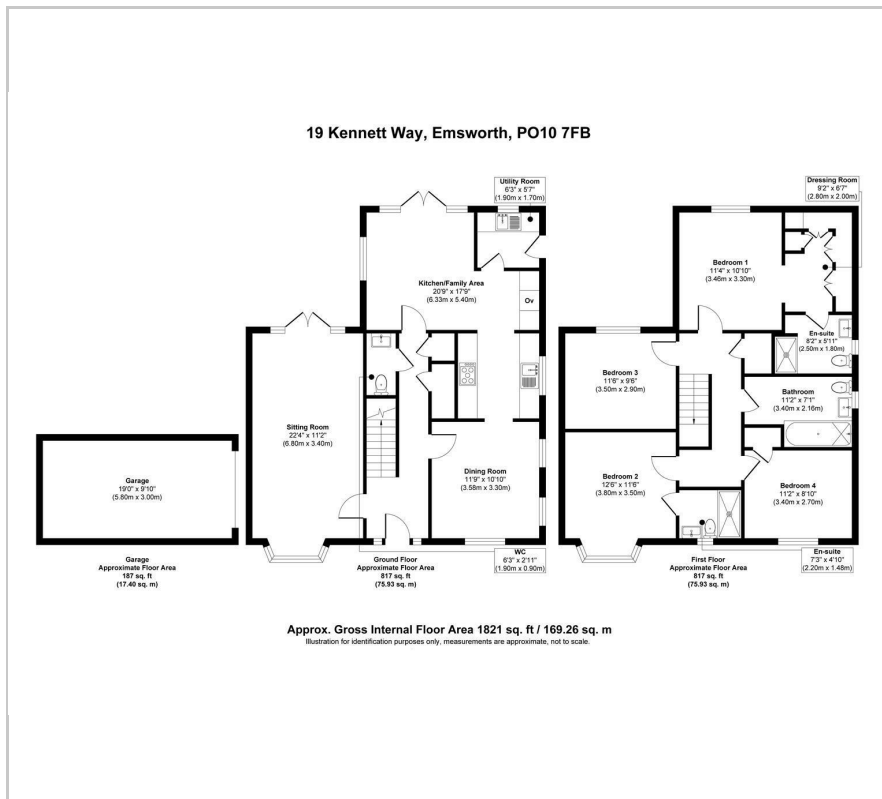 19 Kennett Way, Emsworth, PO10 7FB
Utility Room
6'3" x 5'7"
(1.90m x 1.70m)
Dressing Room
9'2" x 6'7"
(2.80m x 2.00m)
Kitchen/Family Area
20'9" x 17'9"
(6.33m x 5.40m)
Ov
Bedroom 1
11'4" x 10'10"
(3.46m x 3.30m)
En-suite
8'2" x 5'11"
(2.50m x 1.80m)
Bedroom 3
11'6" x 9'6"
(3.50m x 2.90m)
Bathroom
11'2" x 7'1"
(3.40m x 2.16m)
Sitting Room
22'4" x 11'2"
(6.80m x 3.40m)
Garage
19'0" x 9'10"
(5.80m x 3.00m)
Dining Room
11'9" x 10'10"
(3.58m x 3.30m)
Bedroom 2
12'6" x 11'6"
(3.80m x 3.50m)
Bedroom 4
11'2" x 8'10"
(3.40m x 2.70m)
Garage
Approximate Floor Area
187 sq. ft
(17.40 sq. m)
Ground Floor
Approximate Floor Area
817 sq. ft
(75.93 sq. m)
WC
6'3" x 2'11"
(1.90m x 0.90m)
First Floor
Approximate Floor Area
817 sq. ft
(75.93 sq. m)
En-suite
7'3" x 4'10"
(2.20m x 1.48m)
Approx. Gross Internal Floor Area 1821 sq. ft / 169.26 sq. m
Illustration for identification purposes only, measurements are approximate, not to scale.